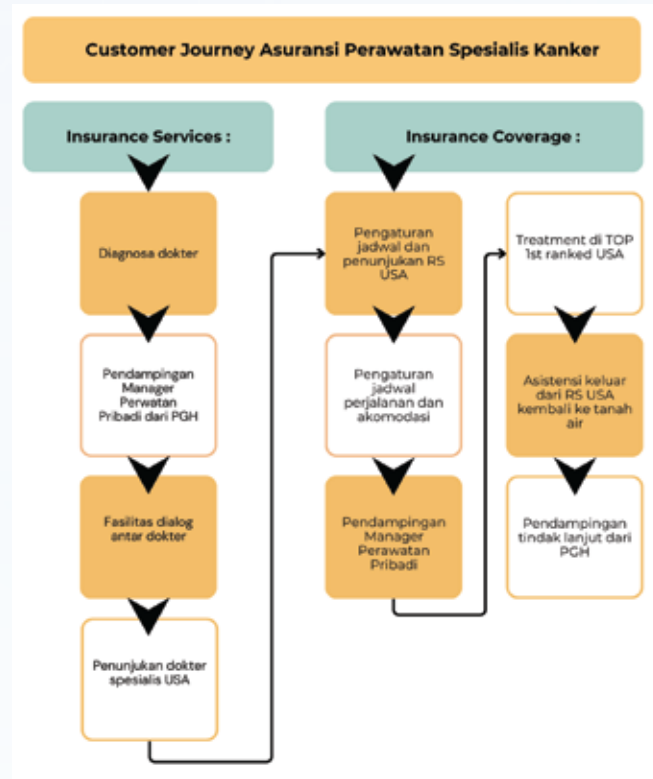 Customer Journey Asuransi Perawatan Spesialis Kanker
Insurance Services :
Diagnosa dokter
Pendampingan
Manager
Perwatan
Pribadi dari PGH
Fasilitas dialog
antar dokter
Penunjukan dokter
spesialis USA
Insurance Coverage :
Pengaturan
jadwal dan
penunjukan RS
USA
Pengaturan
jadwal
perjalanan dan
akomodasi
Pendampingan
Manager
Perawatan
Pribadi
Treatment di TOP
1st ranked USA
Asistensi keluar
dari RS USA
kembali ke tanah
air
Pendampingan
tindak lanjut dari
PGH